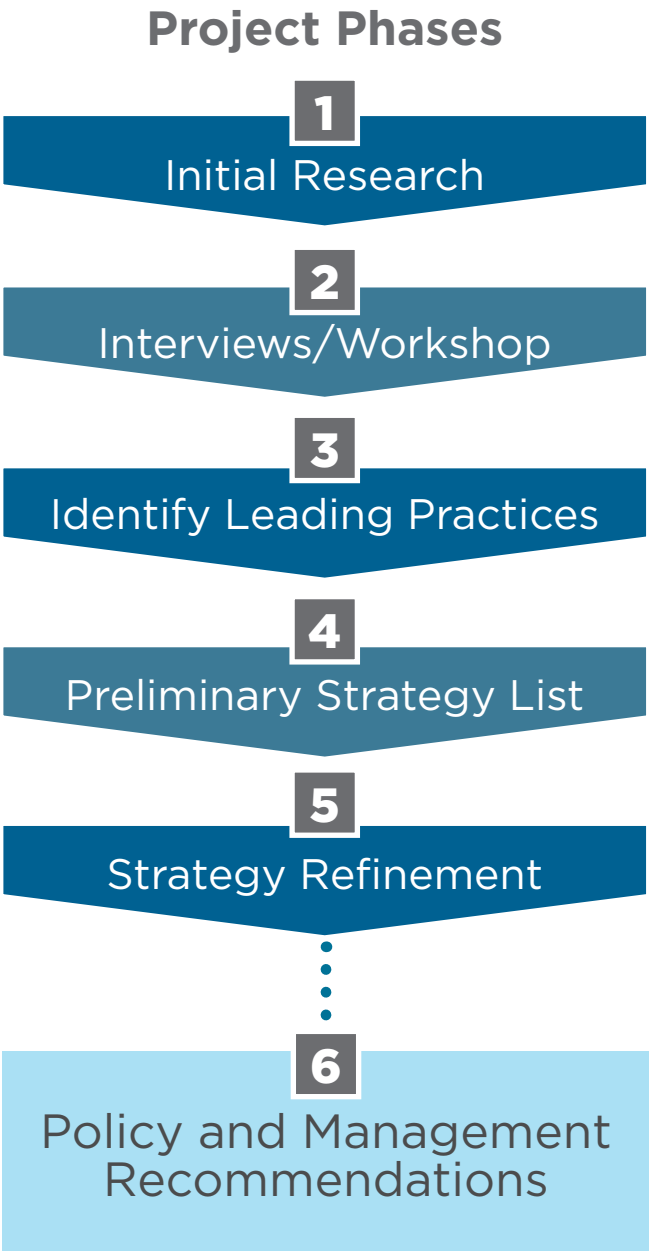 Project Phases
1
Initial Research
2
Interviews/Workshop
3
Identify Leading Practices
4
Preliminary Strategy List
5
Strategy Refinement
6
Policy and Management
Recommendations